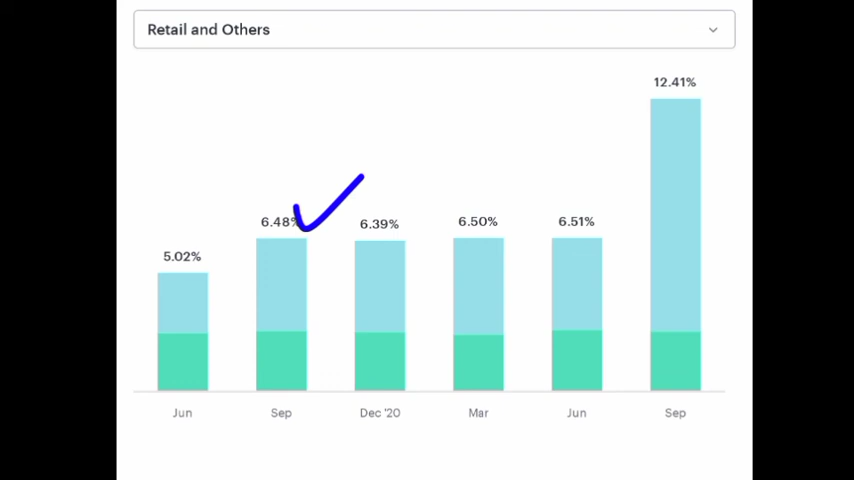 Retail and Others
12.41%
6.48%
6.39%
6.50%
6.51%
5.02%
Jun
Sep
Dec '20
Mar
Jun
Sep